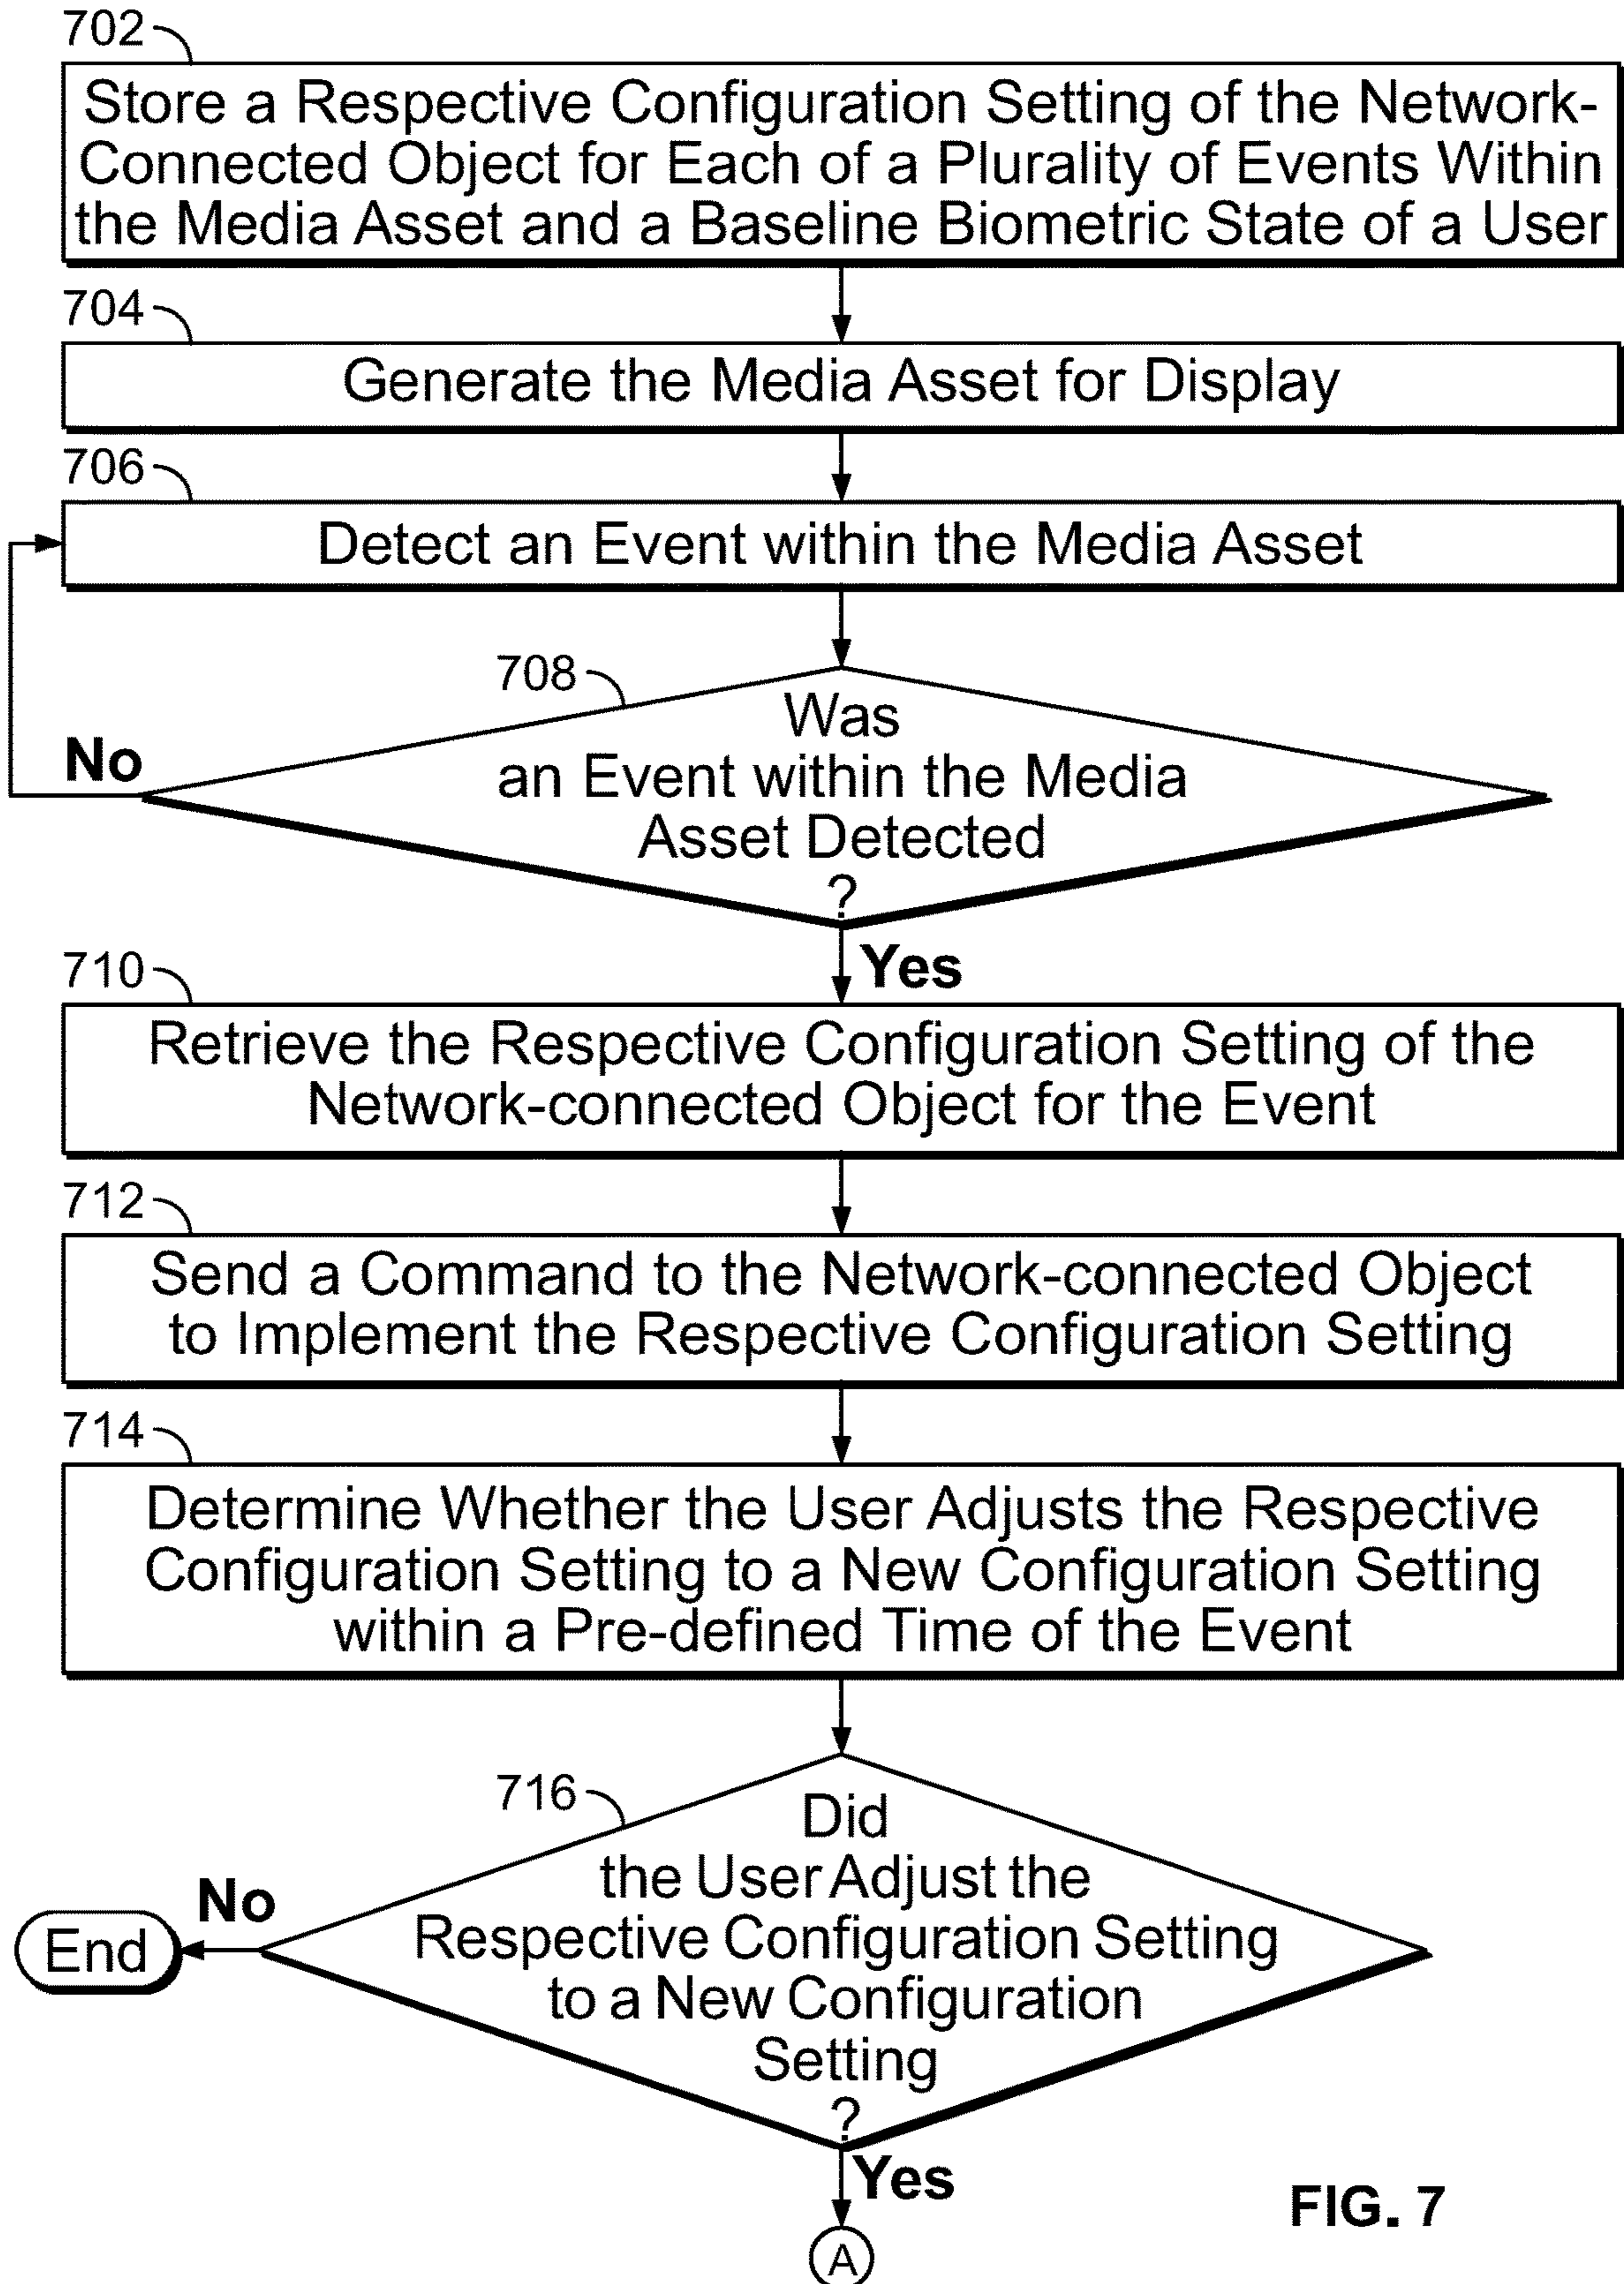 702
Store a Respective Configuration Setting of the Network-
Connected Object for Each of a Plurality of Events Within
the Media Asset and a Baseline Biometric State of a User
704
Generate the Media Asset for Display
706
Detect an Event within the Media Asset
708
Was
an Event within the Media
Asset Detected
?
No
Yes
710
Retrieve the Respective Configuration Setting of the
Network-connected Object for the Event
712
Send a Command to the Network-connected Object
to Implement the Respective Configuration Setting
714
Determine Whether the User Adjusts the Respective
Configuration Setting to a New Configuration Setting
within a Pre-defined Time of the Event
716
Did
the User Adjust the
Respective Configuration Setting
to a New Configuration
Setting
?
No
End
Yes
A
FIG. 7